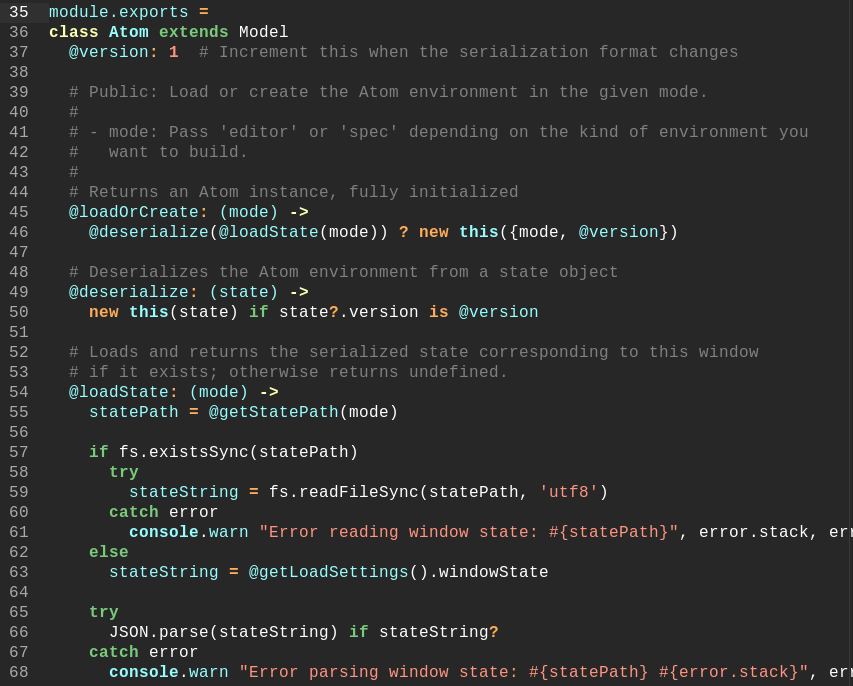 35 module.exports =
36 class Atom extends Model
37   @version: 1  # Increment this when the serialization format changes
38
39   # Public: Load or create the Atom environment in the given mode.
40   #
41   # - mode: Pass 'editor' or 'spec' depending on the kind of environment you
42   #   want to build.
43   #
44   # Returns an Atom instance, fully initialized
45   @loadOrCreate: (mode) ->
46     @deserialize(@loadState(mode)) ? new this({mode, @version})
47
48   # Deserializes the Atom environment from a state object
49   @deserialize: (state) ->
50     new this(state) if state?.version is @version
51
52   # Loads and returns the serialized state corresponding to this window
53   # if it exists; otherwise returns undefined.
54   @loadState: (mode) ->
55     statePath = @getStatePath(mode)
56
57     if fs.existsSync(statePath)
58       try
59         stateString = fs.readFileSync(statePath, 'utf8')
60       catch error
61         console.warn "Error reading window state: #{statePath}", error.stack, err
62     else
63       stateString = @getLoadSettings().windowState
64
65     try
66       JSON.parse(stateString) if stateString?
67     catch error
68       console.warn "Error parsing window state: #{statePath} #{error.stack}", err